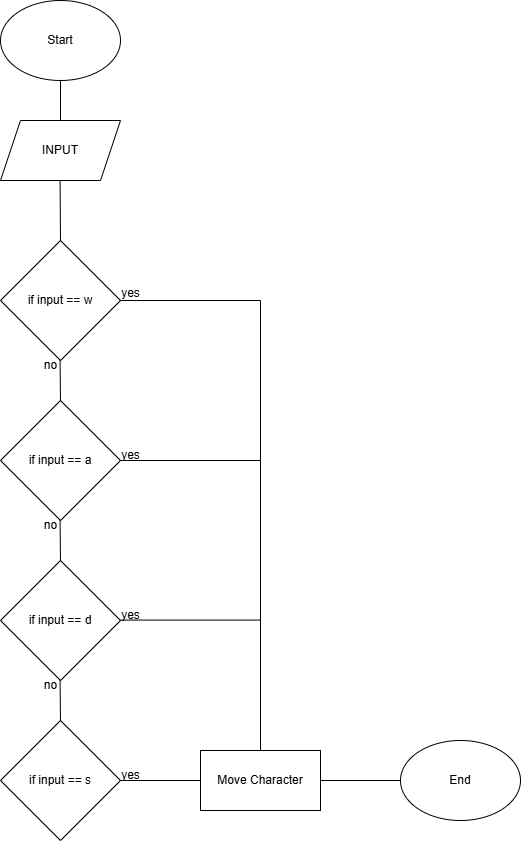 Start
INPUT
if input == w
yes
no
if input == a
yes
no
if input == d
yes
no
if input == s
yes
Move Character
End